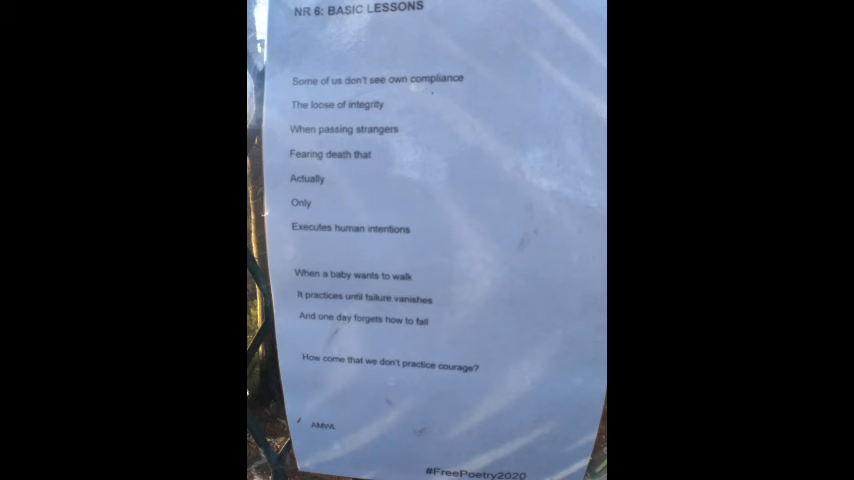 NR 6: BASIC LESSONS
Some of us don't see own compliance
The loose of integrity
When passing strangers
Fearing death that
Actually
Only
Executes human intentions
When a baby wants to walk
It practices until failure vanishes
And one day forgets how to fall
How come that we don't practice courage?
AMWL
#FreePoetry2020